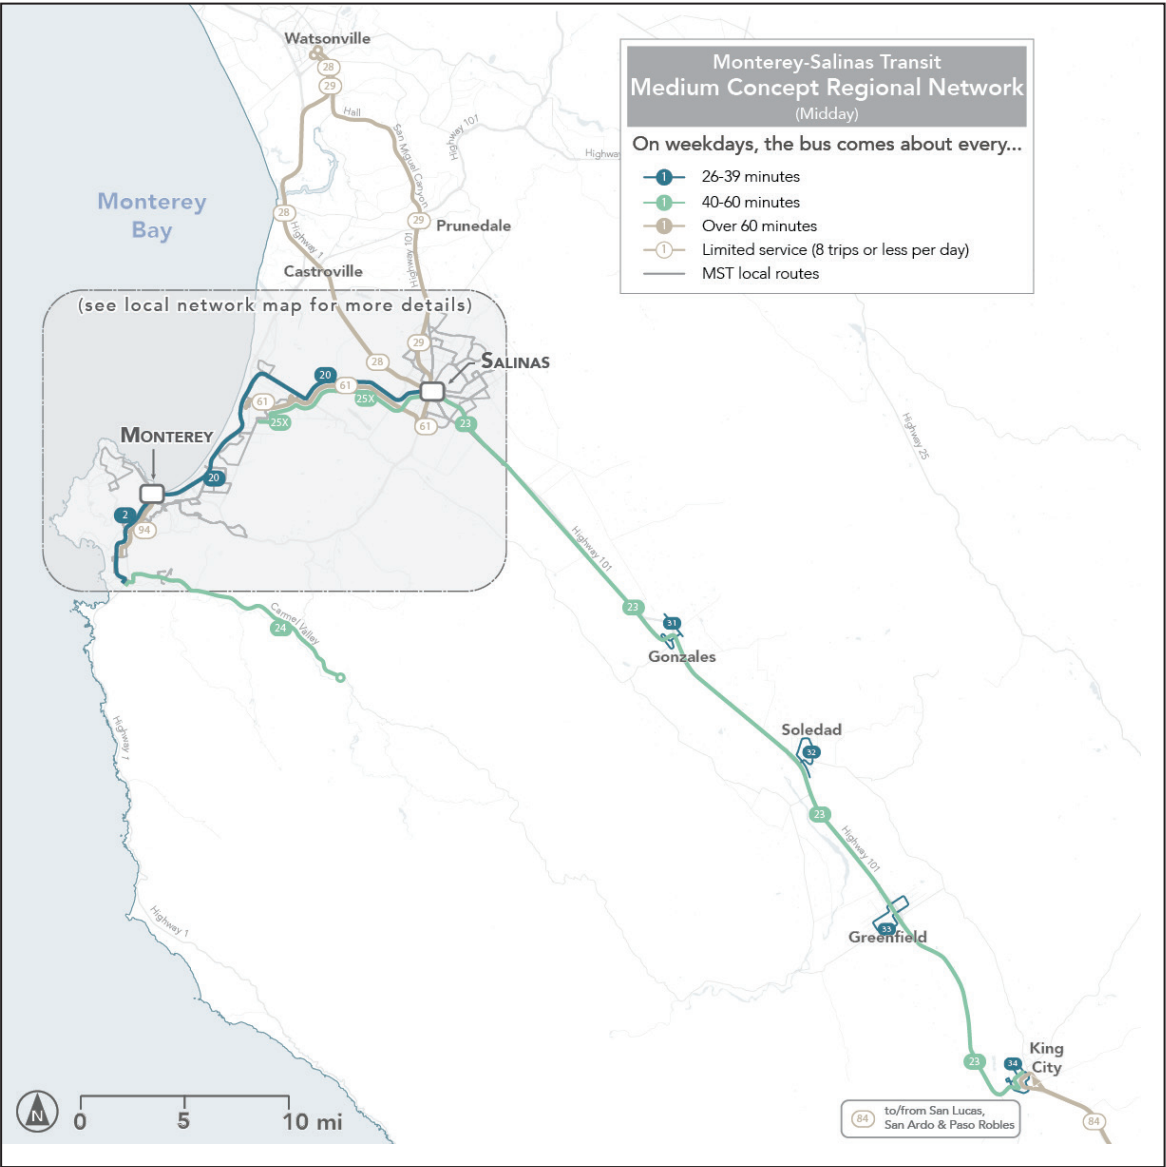 Monterey-Salinas Transit
Medium Concept Regional Network
(Midday)
On weekdays, the bus comes about every...
1 26-39 minutes
1 40-60 minutes
1 Over 60 minutes
1 Limited service (8 trips or less per day)
MST local routes
Watsonville
28
29
Hall
San Miguel Canyon
Highway 101
Highway
Monterey
Bay
28
29
Prunedale
Highway 1
Highway 101
Castroville
(see local network map for more details)
29
28
SALINAS
20
61
61
25X
25X
61
23
MONTEREY
20
2
94
Highway 25
Highway 101
Carmel Valley
24
23
31
Gonzales
Highway 1
Soledad
32
23
Highway 101
Highway 1
33
Greenfield
King
City
34
23
84
84 to/from San Lucas,
San Ardo & Paso Robles
N
0 5 10 mi